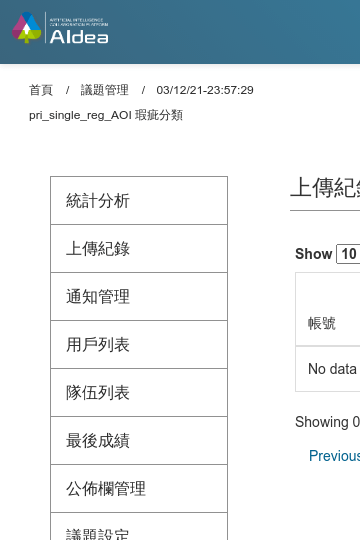 ARTIFICIAL INTELLIGENCE
COLLABORATION PLATFORM
AIdea
首頁 / 議題管理 / 03/12/21-23:57:29
pri_single_reg_AOI 瑕疵分類
統計分析
上傳紀錄
通知管理
用戶列表
隊伍列表
最後成績
公佈欄管理
議題設定
上傳紀錄
Show 10
帳號
No data
Showing 0
Previous